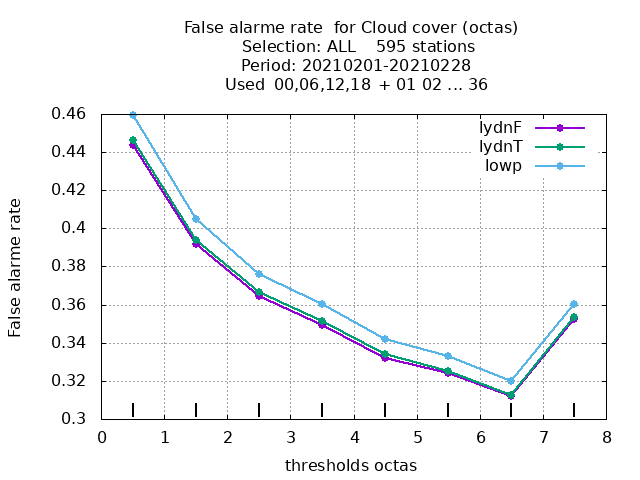 False alarme rate  for Cloud cover (octas)
Selection: ALL    595 stations
Period: 20210201-20210228
Used  00,06,12,18  + 01 02 ... 36
lydnF
lydnT
lowp
False alarme rate
0.46
0.44
0.42
0.4
0.38
0.36
0.34
0.32
0.3
0 1 2 3 4 5 6 7 8
thresholds octas